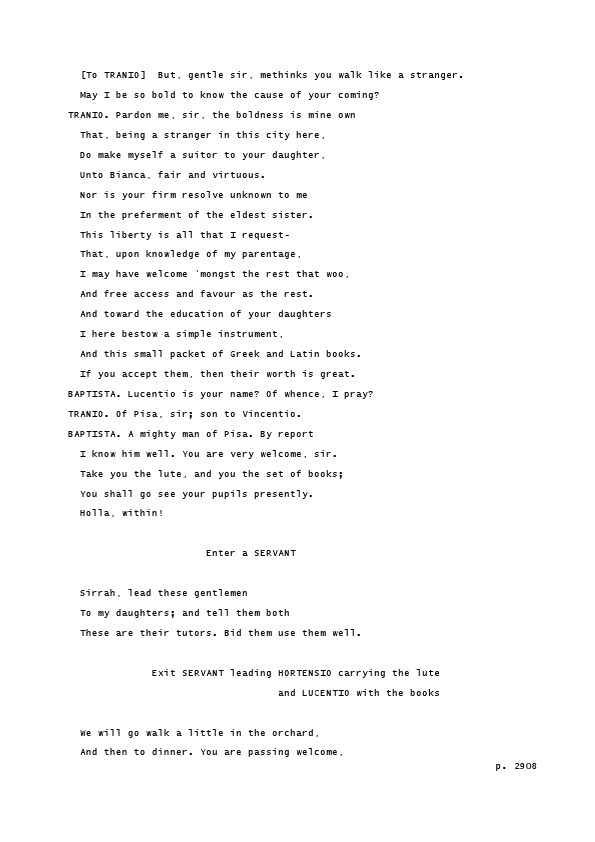 [To TRANIO]  But, gentle sir, methinks you walk like a stranger.
May I be so bold to know the cause of your coming?
TRANIO. Pardon me, sir, the boldness is mine own
That, being a stranger in this city here,
Do make myself a suitor to your daughter,
Unto Bianca, fair and virtuous.
Nor is your firm resolve unknown to me
In the preferment of the eldest sister.
This liberty is all that I request-
That, upon knowledge of my parentage,
I may have welcome 'mongst the rest that woo,
And free access and favour as the rest.
And toward the education of your daughters
I here bestow a simple instrument,
And this small packet of Greek and Latin books.
If you accept them, then their worth is great.
BAPTISTA. Lucentio is your name? Of whence, I pray?
TRANIO. Of Pisa, sir; son to Vincentio.
BAPTISTA. A mighty man of Pisa. By report
I know him well. You are very welcome, sir.
Take you the lute, and you the set of books;
You shall go see your pupils presently.
Holla, within!
Enter a SERVANT
Sirrah, lead these gentlemen
To my daughters; and tell them both
These are their tutors. Bid them use them well.
Exit SERVANT leading HORTENSIO carrying the lute
and LUCENTIO with the books
We will go walk a little in the orchard,
And then to dinner. You are passing welcome,
p. 2908